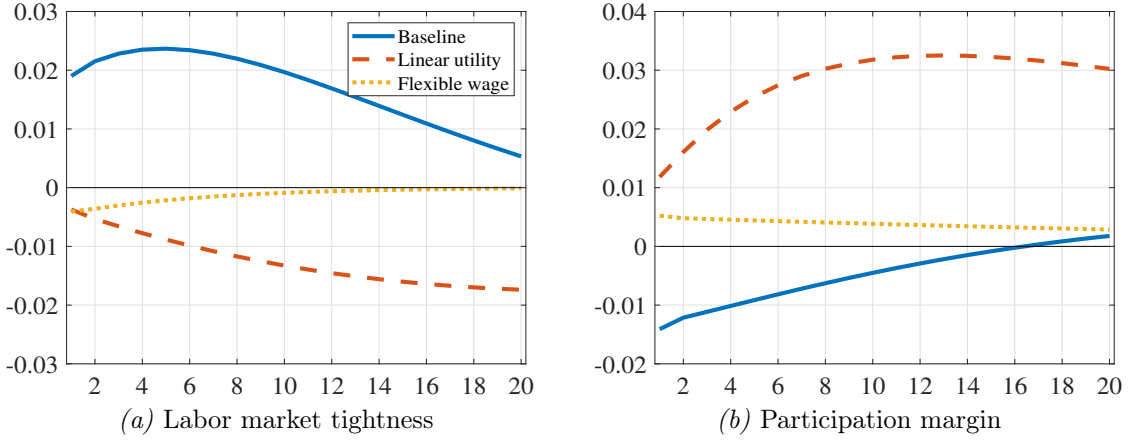 0.03
0.02
0.01
0
-0.01
-0.02
-0.03
2 4 6 8 10 12 14 16 18 20
Baseline
Linear utility
Flexible wage
(a) Labor market tightness
0.04
0.03
0.02
0.01
0
-0.01
-0.02
2 4 6 8 10 12 14 16 18 20
(b) Participation margin